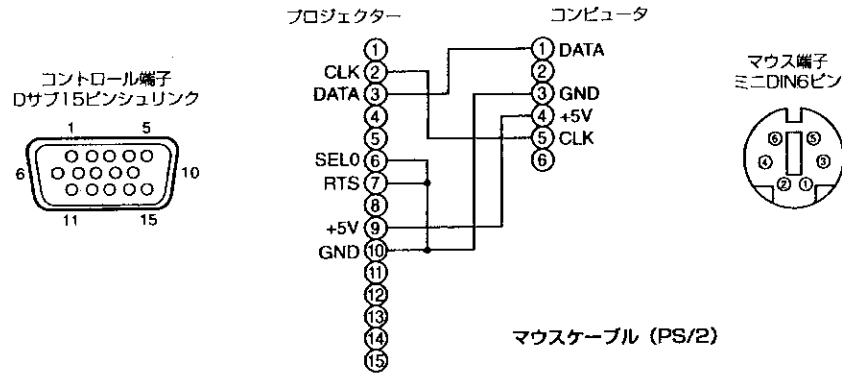 プロジェクター
コンピュータ
コントロール端子
Dサブ15ピンシュリンク
1 5
6 10
11 15
1
CLK 2
DATA 3
4
5
SEL0 6
RTS 7
8
+5V 9
GND 10
11
12
13
14
15
1 DATA
2
3 GND
4 +5V
5 CLK
6
マウス端子
ミニDIN6ピン
6 5
4 3
2 1
マウスケーブル（PS/2）